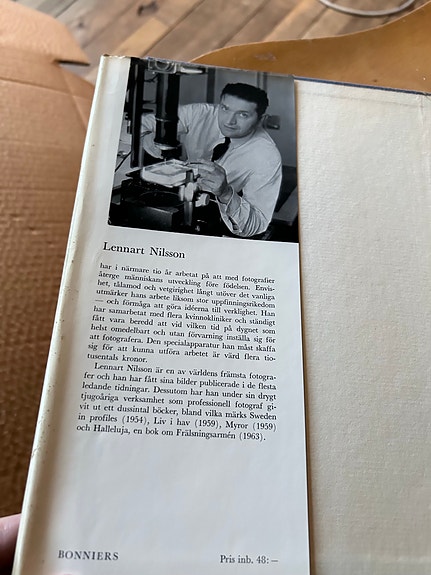 Lennart Nilsson
har i närmare tio år arbetat på att med fotografier
återge människans utveckling före födelsen. Envis-
het, tålamod och vetgirighet långt utöver det vanliga
utmärker hans arbete liksom stor uppfinningsrikedom
— och förmåga att göra idéerna till verklighet. Han
har samarbetat med flera kvinnokliniker och ständigt
fått vara beredd att vid vilken tid på dygnet som
helst omedelbart och utan förvarning inställa sig för
att fotografera. Den specialapparatur han måst skaffa
sig för att kunna utföra arbetet är värd flera tio-
tusentals kronor.
Lennart Nilsson är en av världens främsta fotogra-
fer och han har fått sina bilder publicerade i de flesta
ledande tidningar. Dessutom har han under sin drygt
tjugoåriga verksamhet som professionell fotograf gi-
vit ut ett dussintal böcker, bland vilka märks Sweden
in profiles (1954), Liv i hav (1959), Myror (1959)
och Halleluja, en bok om Frälsningsarmén (1963).
BONNIERS Pris inb. 48:—